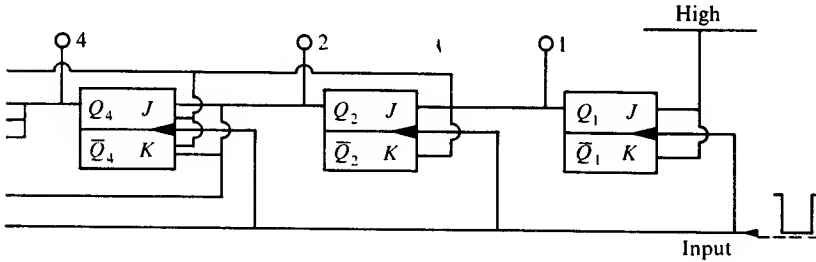 High
4
2
1
Q₄ J
Q̄₄ K
Q₂ J
Q̄₂ K
Q₁ J
Q̄₁ K
Input